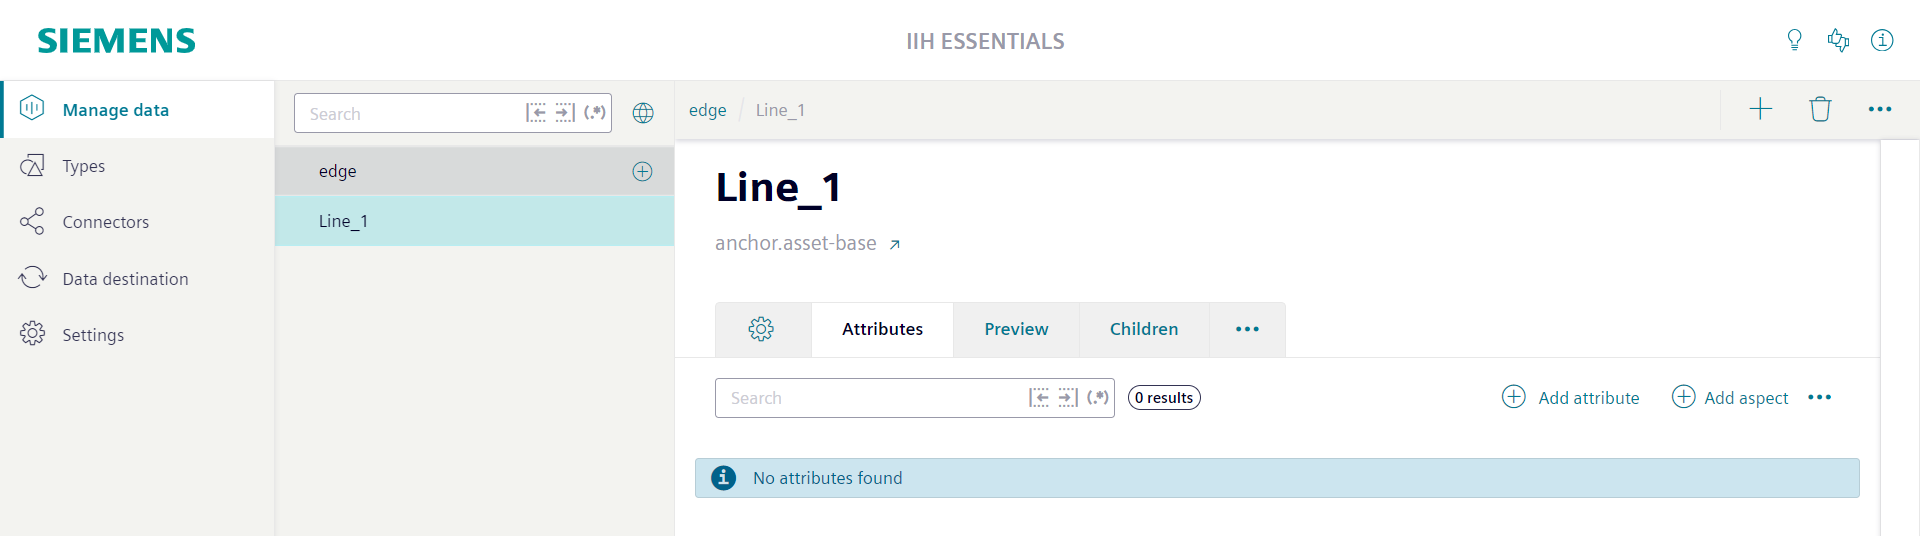 SIEMENS
IIH ESSENTIALS
Manage data
Types
Connectors
Data destination
Settings
Search
(.*)
edge
Line_1
edge / Line_1
Line_1
anchor.asset-base
Attributes
Preview
Children
Search
(.*)
0 results
Add attribute
Add aspect
No attributes found